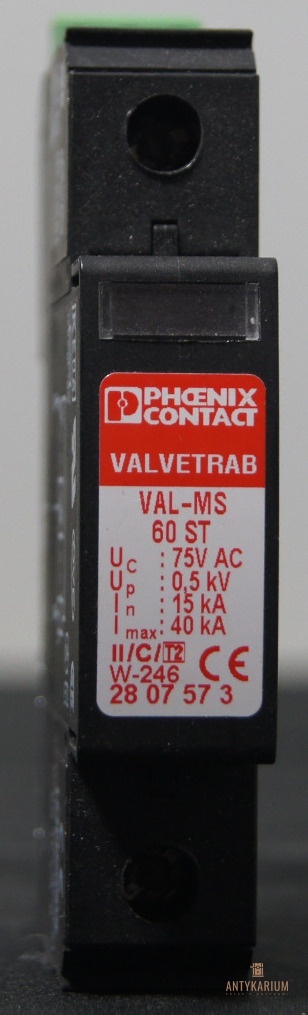 PHŒNIX
CONTACT
VALVETRAB
VAL-MS
60 ST
UC : 75V AC
Up : 0,5 kV
In : 15 kA
Imax : 40 kA
II/C/T2 CE
W-246
28 07 57 3
ANTYKARIUM